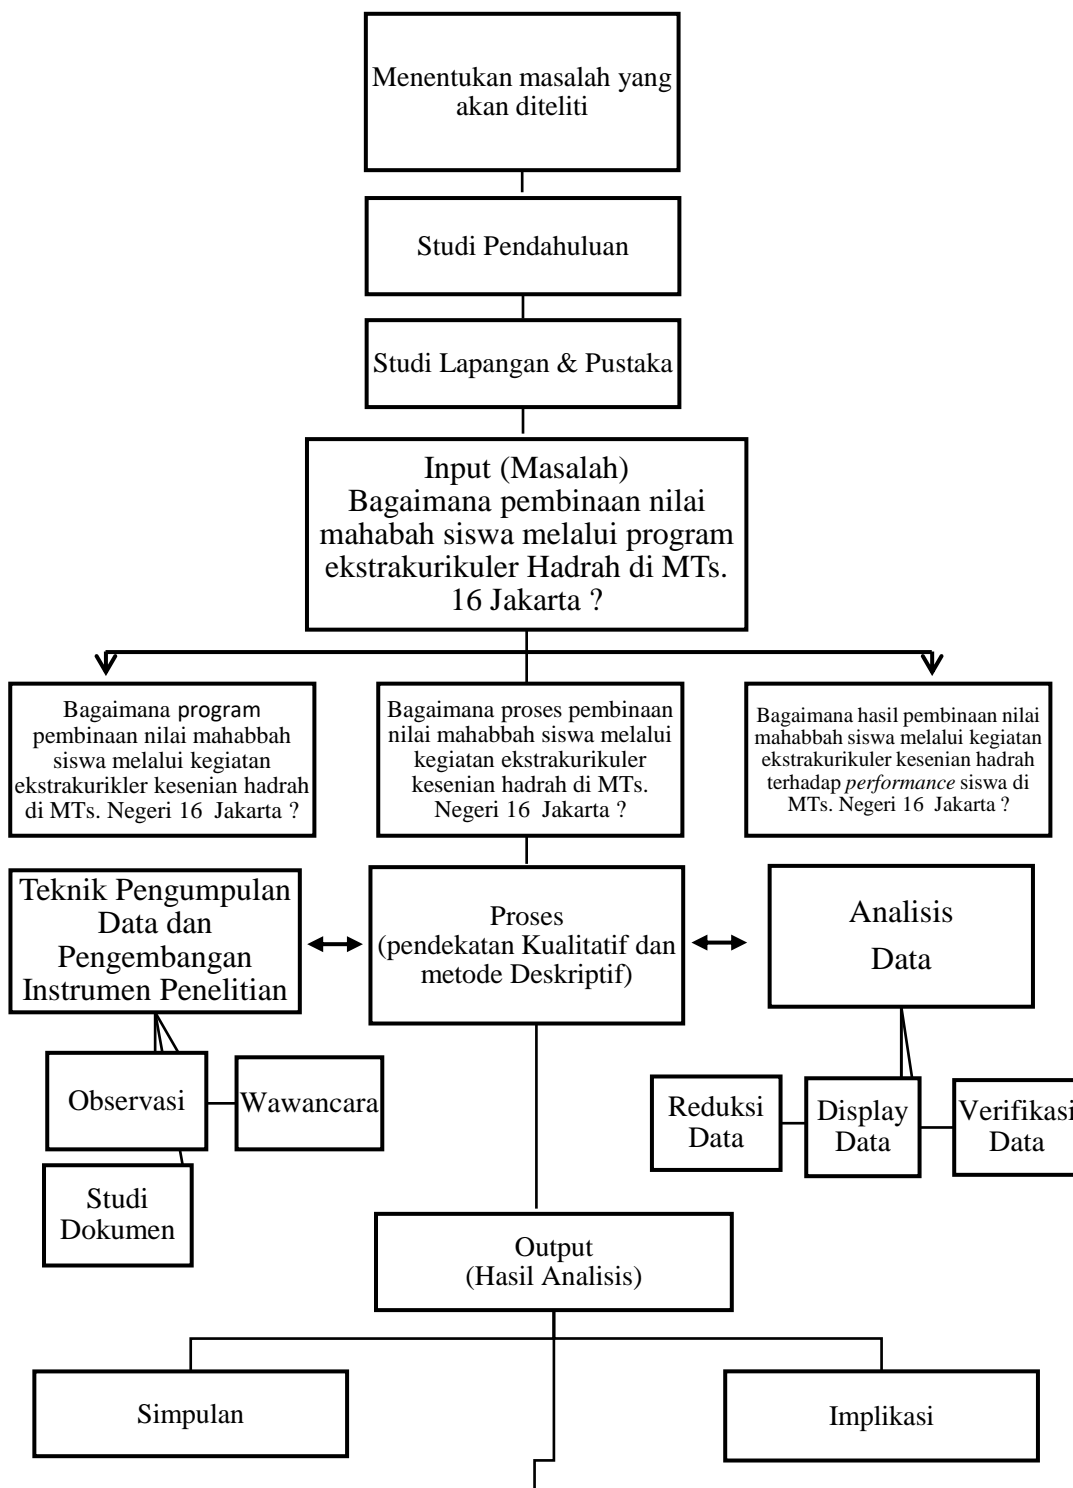 Menentukan masalah yang
akan diteliti
Studi Pendahuluan
Studi Lapangan & Pustaka
Input (Masalah)
Bagaimana pembinaan nilai
mahabah siswa melalui program
ekstrakurikuler Hadrah di MTs.
16 Jakarta ?
Bagaimana program
pembinaan nilai mahabbah
siswa melalui kegiatan
ekstrakurikler kesenian hadrah
di MTs. Negeri 16 Jakarta ?
Bagaimana proses pembinaan
nilai mahabbah siswa melalui
kegiatan ekstrakurikuler
kesenian hadrah di MTs.
Negeri 16 Jakarta ?
Bagaimana hasil pembinaan nilai
mahabbah siswa melalui kegiatan
ekstrakurikuler kesenian hadrah
terhadap performance siswa di
MTs. Negeri 16 Jakarta ?
Teknik Pengumpulan
Data dan
Pengembangan
Instrumen Penelitian
Proses
(pendekatan Kualitatif dan
metode Deskriptif)
Analisis
Data
Observasi
Wawancara
Studi
Dokumen
Reduksi
Data
Display
Data
Verifikasi
Data
Output
(Hasil Analisis)
Simpulan
Implikasi